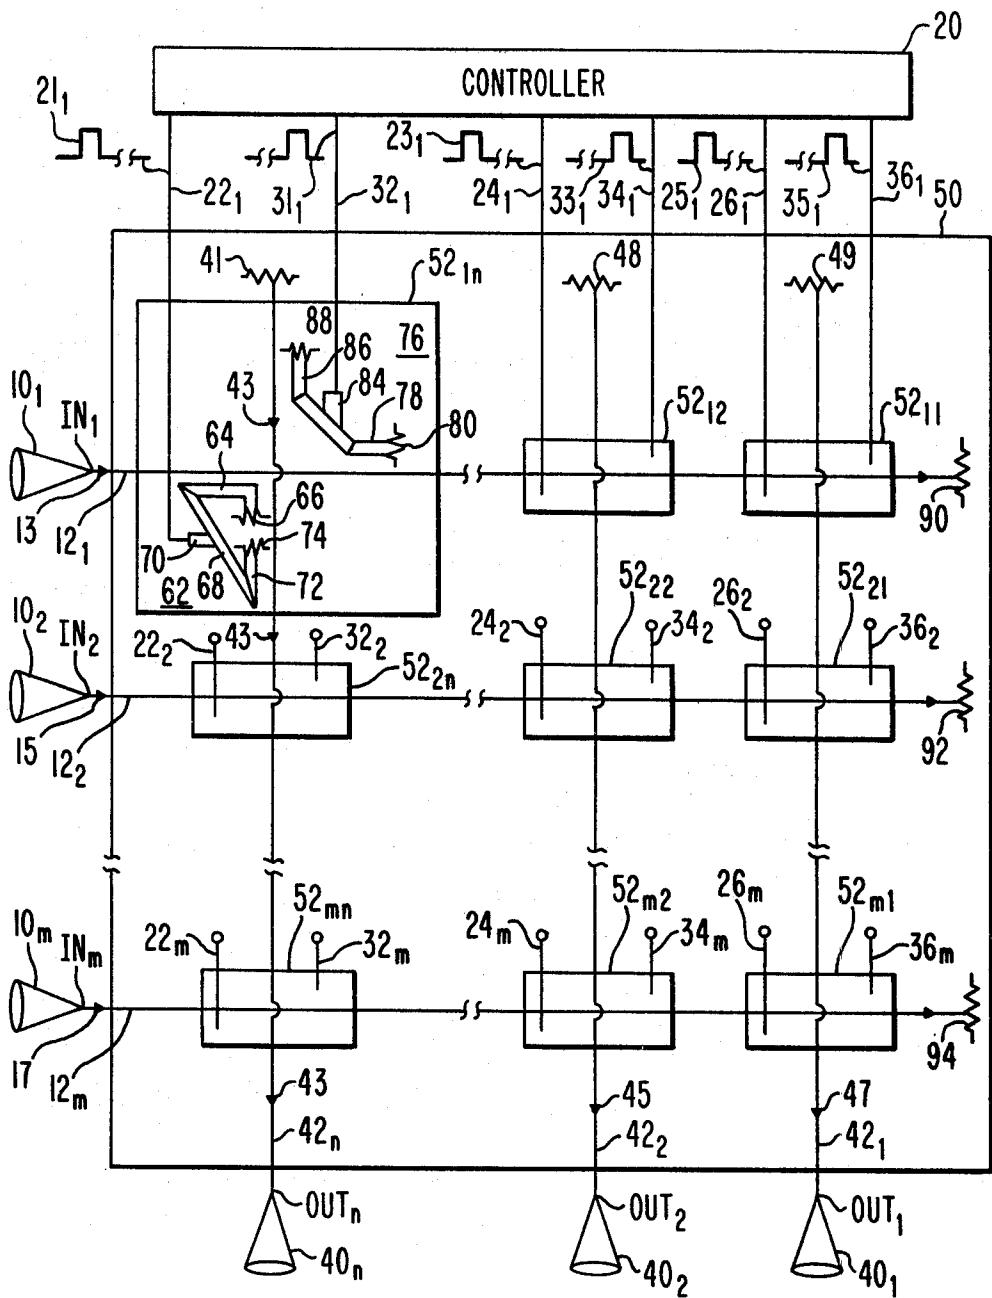 20
CONTROLLER
21₁
22₁
31₁
32₁
23₁
24₁
33₁
34₁
25₁
26₁
35₁
36₁
50
41
52₁ₙ
48
49
88
86
76
84
78
80
43
10₁
IN₁
64
66
74
13
12₁
70
68
72
62
52₁₂
52₁₁
90
10₂
IN₂
22₂
43
32₂
52₂ₙ
24₂
52₂₂
34₂
26₂
52₂₁
36₂
15
12₂
92
10ₘ
INₘ
22ₘ
52ₘₙ
32ₘ
24ₘ
52ₘ₂
34ₘ
26ₘ
52ₘ₁
36ₘ
17
12ₘ
94
43
45
47
42ₙ
42₂
42₁
OUTₙ
OUT₂
OUT₁
40ₙ
40₂
40₁